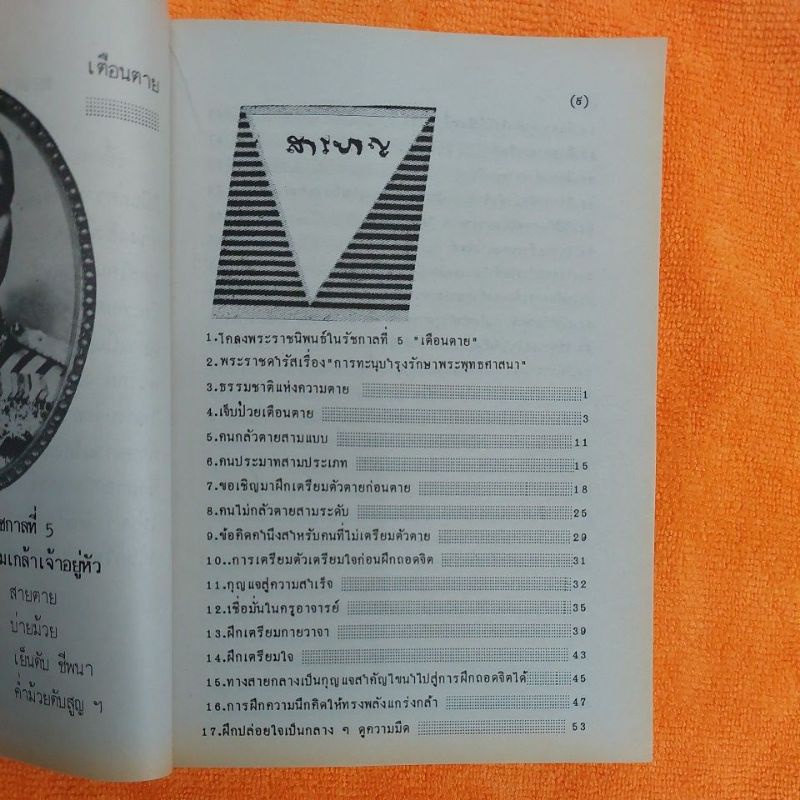 เตือนตาย
ชกาลที่ 5
มเกล้าเจ้าอยู่หัว
สายตาย
บ่ายม้วย
เย็นดับ ชีพนา
ค่ำม้วยดับสูญ ฯ
(5)
สารบาญ
1.โคลงพระราชนิพนธ์ในรัชกาลที่ 5 "เตือนตาย"
2.พระราชดำรัสเรื่อง"การทะนุบำรุงรักษาพระพุทธศาสนา"
3.ธรรมชาติแห่งความตาย 1
4.เจ็บป่วยเตือนตาย 3
5.คนกลัวตายสามแบบ 11
6.คนประมาทสามประเภท 15
7.ขอเชิญมาฝึกเตรียมตัวตายก่อนตาย 18
8.คนไม่กลัวตายสามระดับ 25
9.ข้อคิดคำนึงสำหรับคนที่ไม่เตรียมตัวตาย 29
10..การเตรียมตัวเตรียมใจก่อนฝึกถอดจิต 31
11.กุญแจสู่ความสำเร็จ 32
12.เชื่อมั่นในครูอาจารย์ 35
13.ฝึกเตรียมกายวาจา 39
14.ฝึกเตรียมใจ 43
15.ทางสายกลางเป็นกุญแจสำคัญไขนำไปสู่การฝึกถอดจิตได้ 45
16.การฝึกความนึกคิดให้ทรงพลังแกร่งกล้า 47
17.ฝึกปล่อยใจเป็นกลาง ๆ ดูความมืด 53